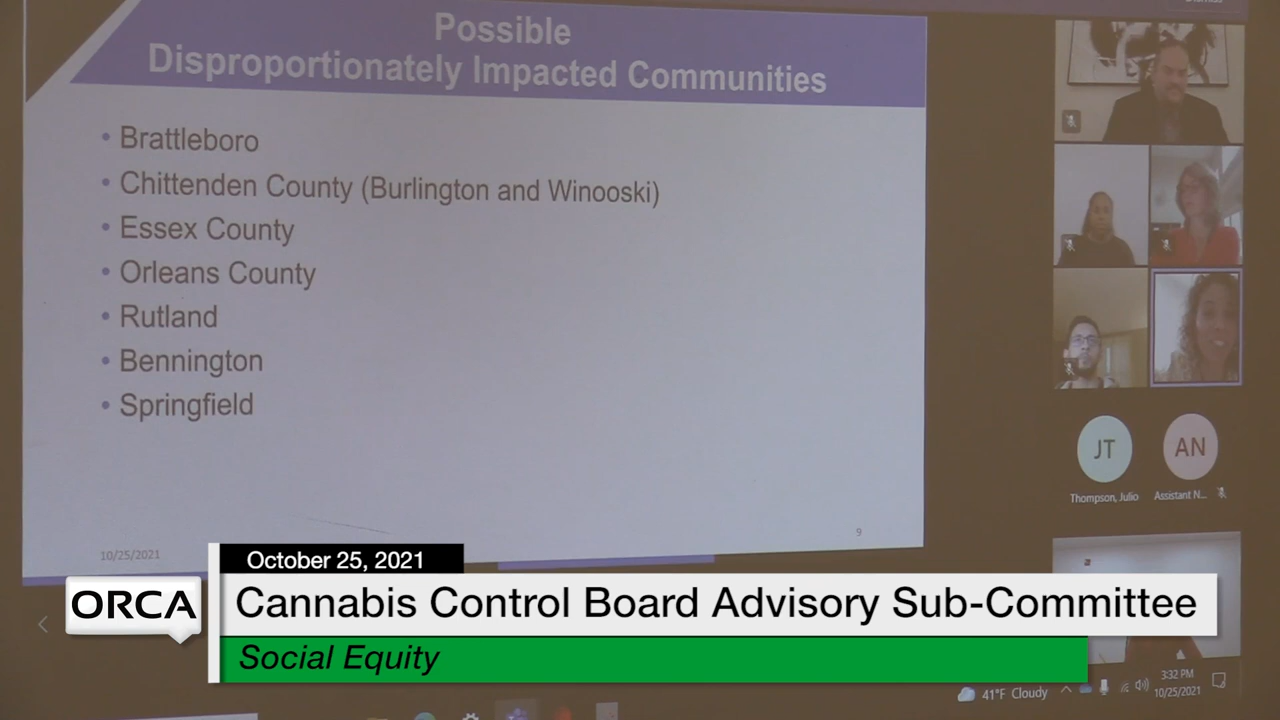 Possible
Disproportionately Impacted Communities
• Brattleboro
• Chittenden County (Burlington and Winooski)
• Essex County
• Orleans County
• Rutland
• Bennington
• Springfield
10/25/2021
9
JT
AN
Thompson, Julio
Assistant N...
October 25, 2021
ORCA
Cannabis Control Board Advisory Sub-Committee
Social Equity
41°F Cloudy
3:32 PM
10/25/2021